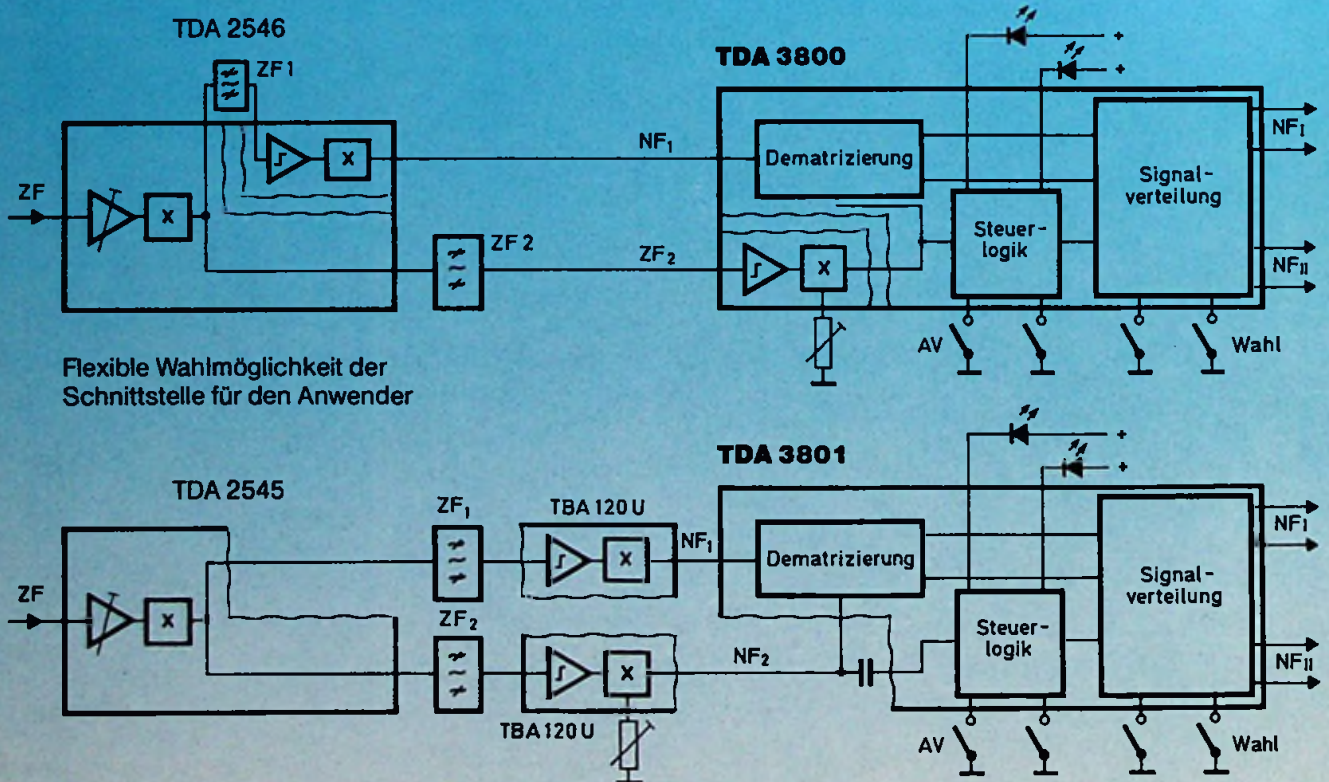 TDA 2546
ZF1
TDA 3800
+
+
ZF
X
X
NF1
Dematrizierung
Signal-
verteilung
NFI
ZF 2
ZF2
X
Steuer-
logik
NFII
AV
Wahl
Flexible Wahlmöglichkeit der
Schnittstelle für den Anwender
TDA 2545
ZF1
TBA 120 U
TDA 3801
+
+
ZF
X
X
NF1
Dematrizierung
Signal-
verteilung
NFI
ZF2
X
NF2
Steuer-
logik
NFII
TBA 120 U
AV
Wahl